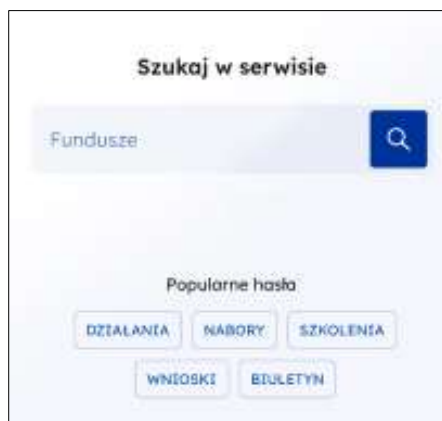 Szukaj w serwisie
Fundusze
Popularne hasła
DZIAŁANIA NABORY SZKOLENIA
WNIOSKI BIULETYN